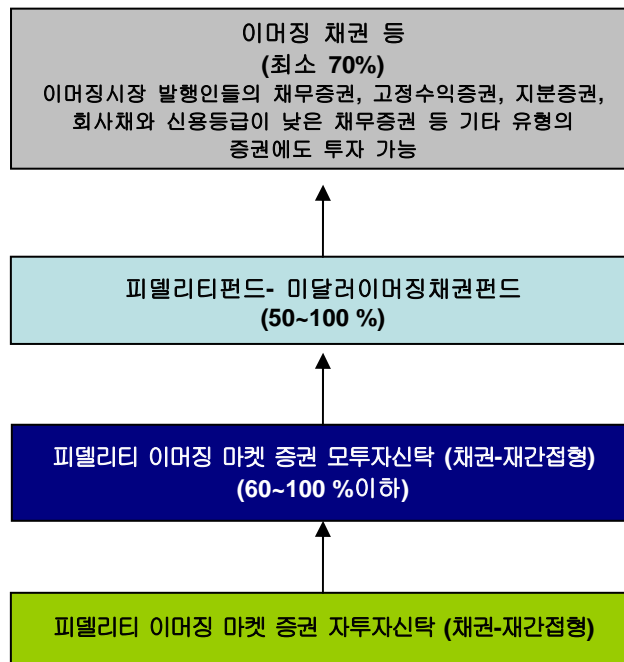 이머징 채권 등
(최소 70%)
이머징시장 발행인들의 채무증권, 고정수익증권, 지분증권,
회사채와 신용등급이 낮은 채무증권 등 기타 유형의
증권에도 투자 가능
피델리티펀드- 미달러이머징채권펀드
(50~100 %)
피델리티 이머징 마켓 증권 모투자신탁 (채권-재간접형)
(60~100 %이하)
피델리티 이머징 마켓 증권 자투자신탁 (채권-재간접형)